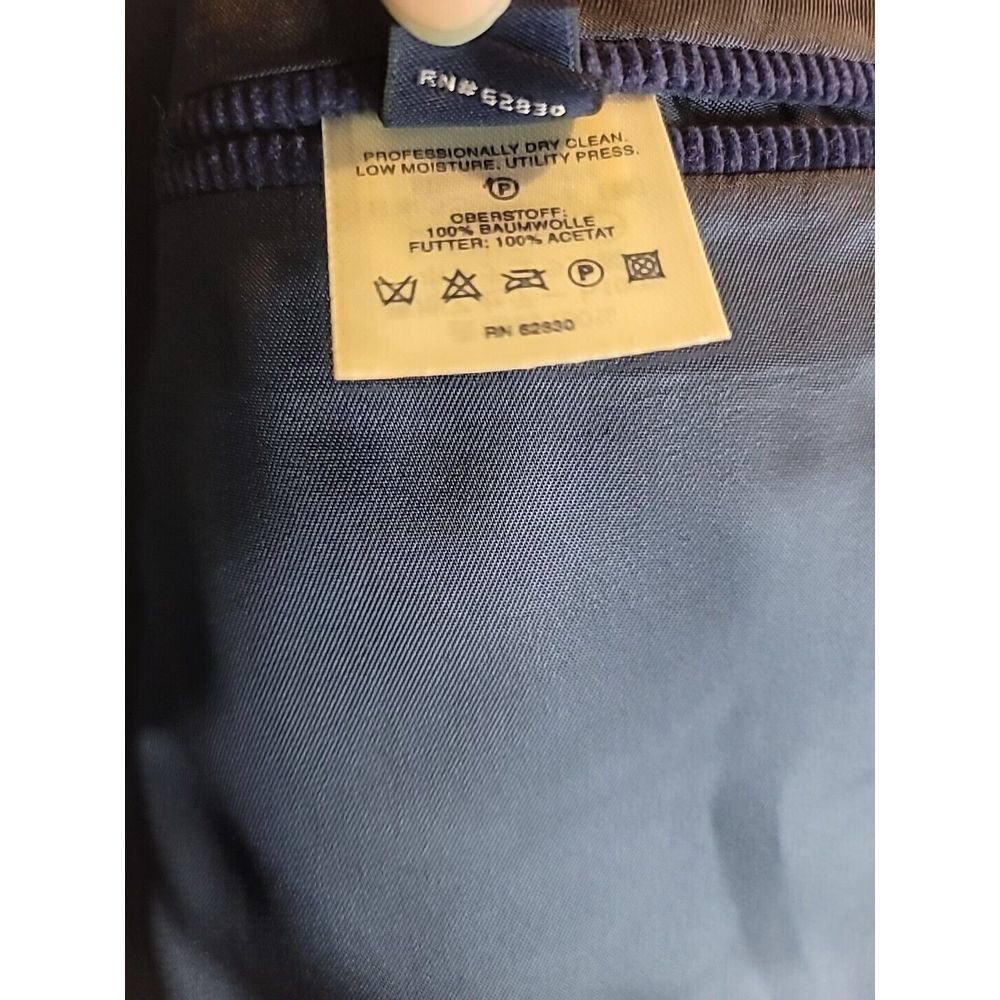 RN#62830
PROFESSIONALLY DRY CLEAN.
LOW MOISTURE, UTILITY PRESS.
P
OBERSTOFF:
100% BAUMWOLLE
FUTTER: 100% ACETAT
P
RN 62830